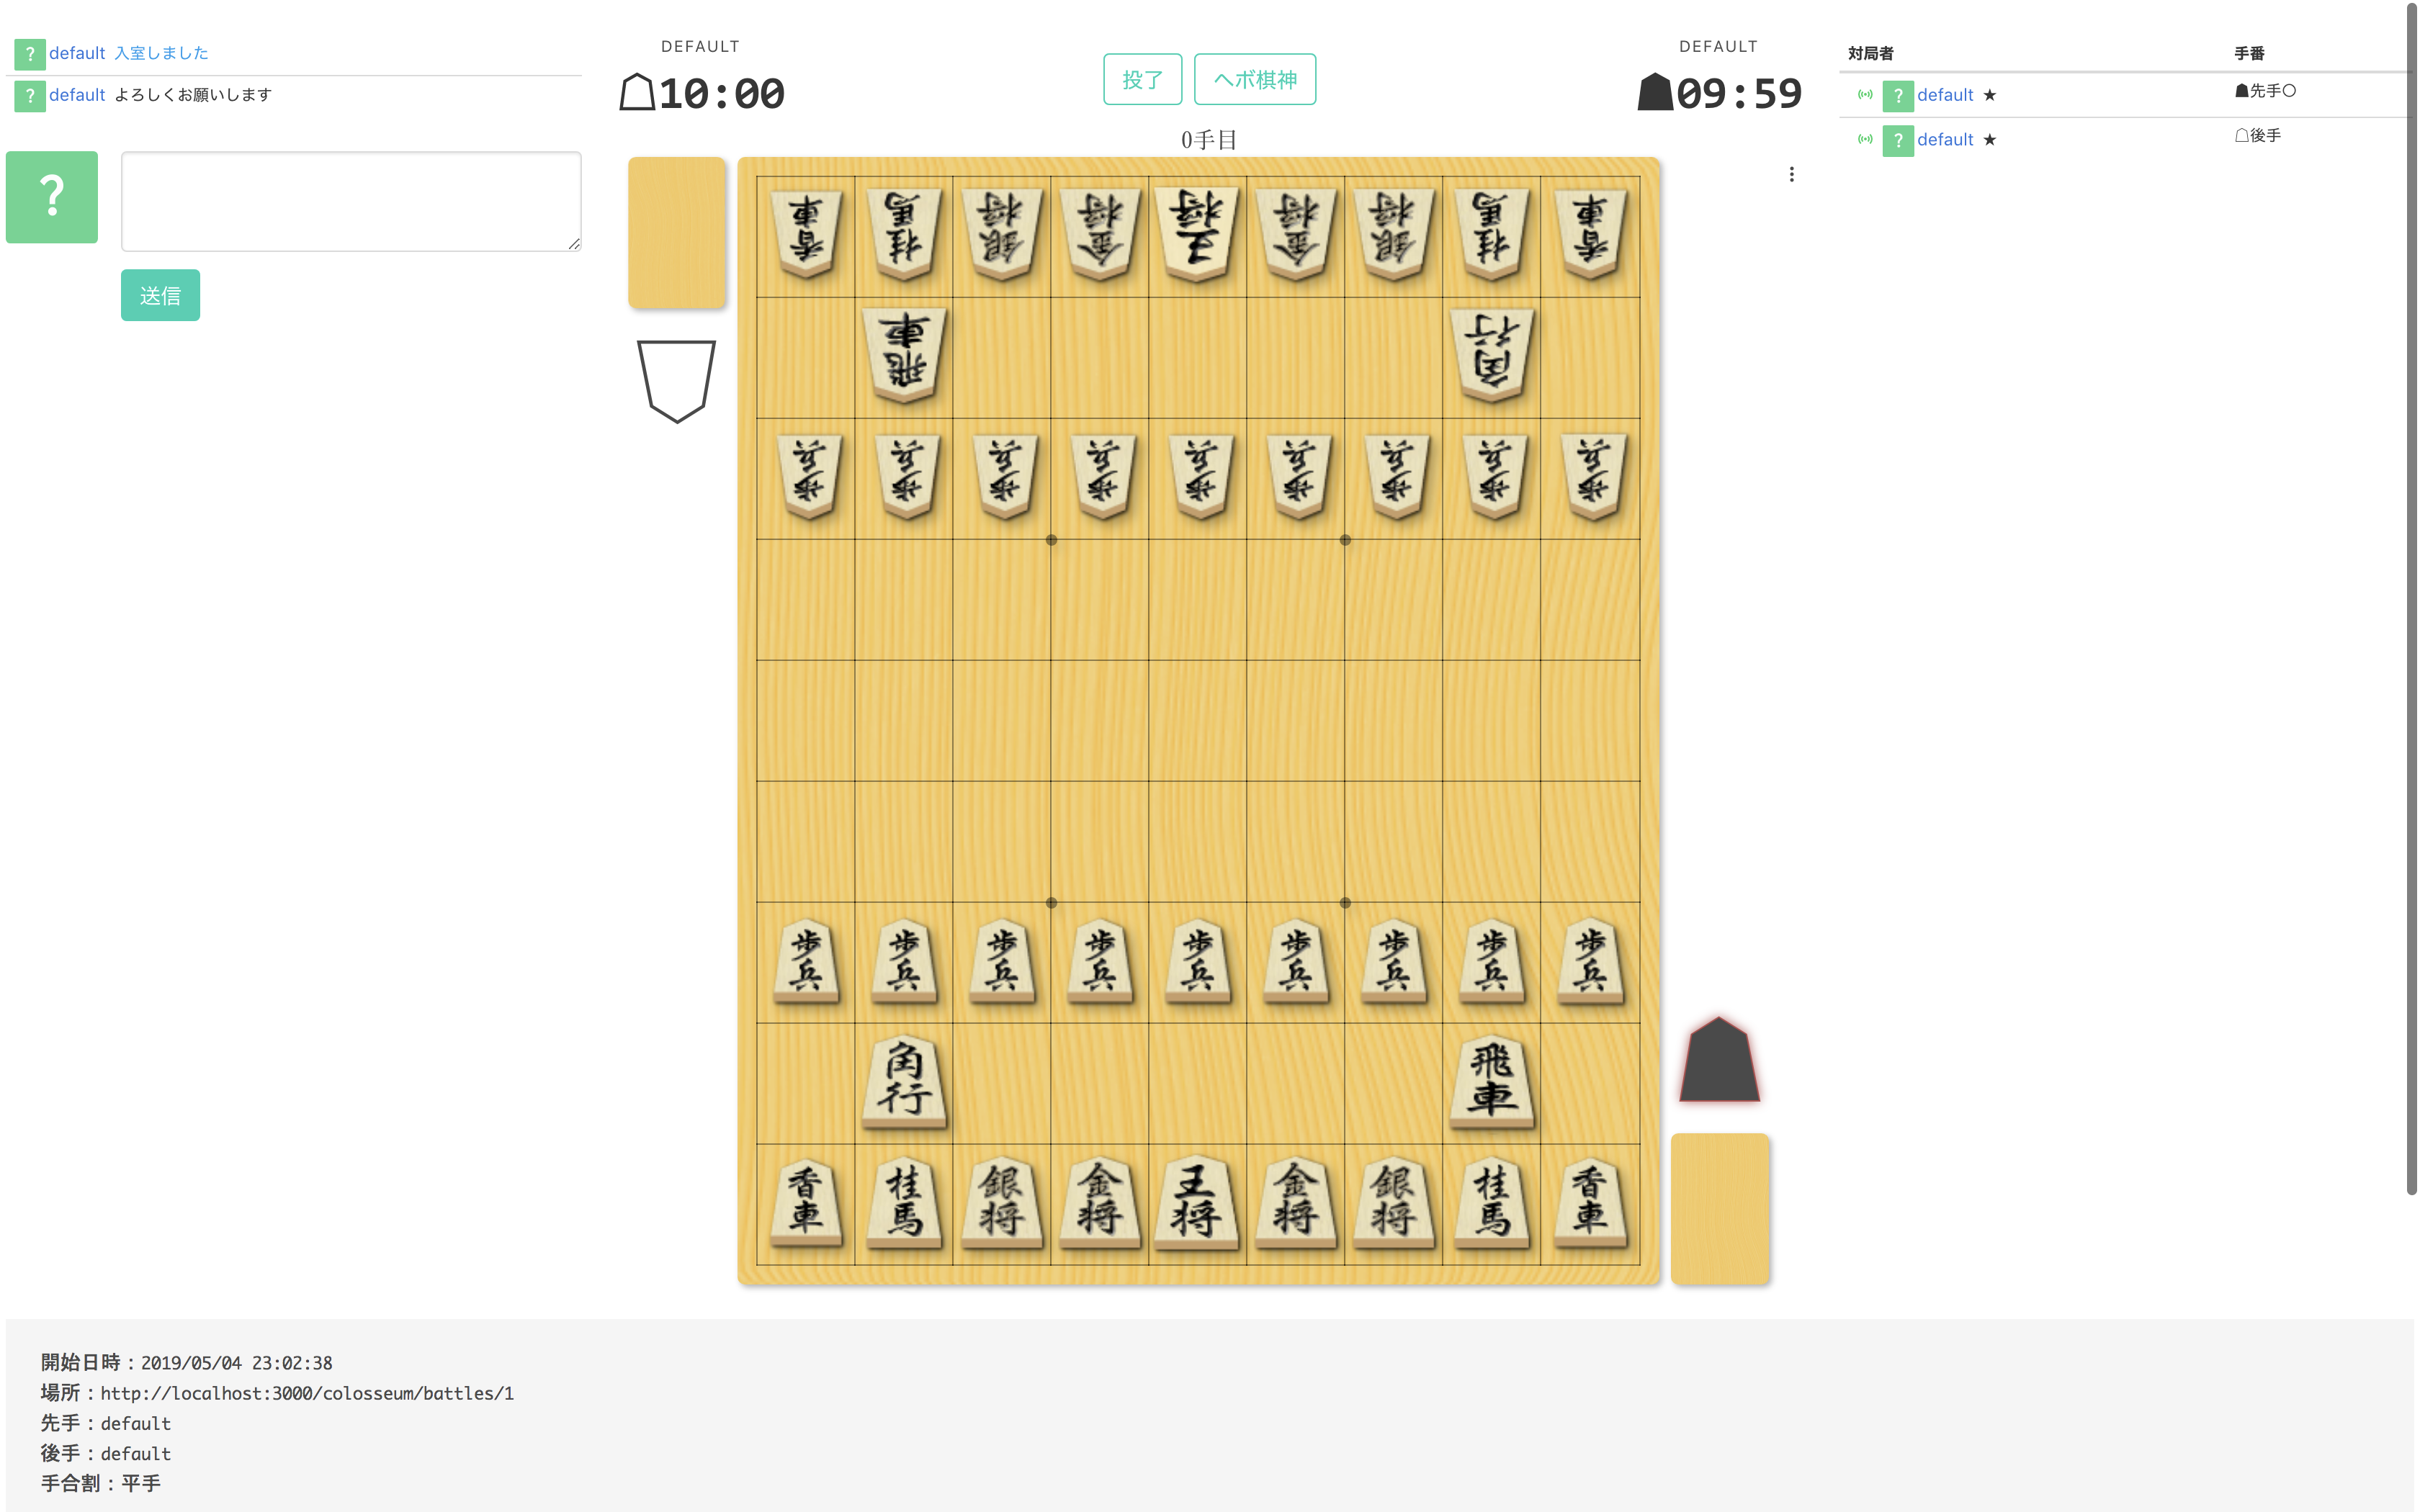 ? default 入室しました
? default よろしくお願いします
?
送信
DEFAULT
10:00
投了 ヘボ棋神
DEFAULT
09:59
0手目
香車 桂馬 銀将 金将 王将 金将 銀将 桂馬 香車
飛車 角行
歩兵 歩兵 歩兵 歩兵 歩兵 歩兵 歩兵 歩兵 歩兵
歩兵 歩兵 歩兵 歩兵 歩兵 歩兵 歩兵 歩兵 歩兵
角行 飛車
香車 桂馬 銀将 金将 王将 金将 銀将 桂馬 香車
対局者 手番
? default ★ ☗先手〇
? default ★ ☖後手
開始日時：2019/05/04 23:02:38
場所：http://localhost:3000/colosseum/battles/1
先手：default
後手：default
手合割：平手